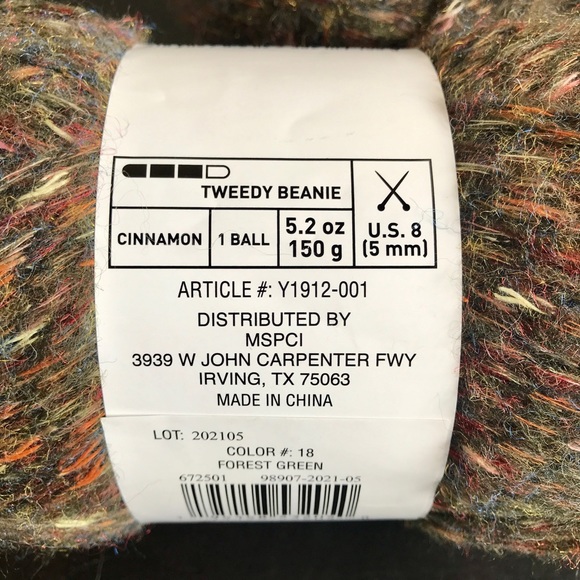 TWEEDY BEANIE
CINNAMON 1 BALL 5.2 oz 150 g U.S. 8 (5 mm)
ARTICLE #: Y1912-001
DISTRIBUTED BY
MSPCI
3939 W JOHN CARPENTER FWY
IRVING, TX 75063
MADE IN CHINA
LOT: 202105
COLOR #: 18
FOREST GREEN
672501 98907-2021-05